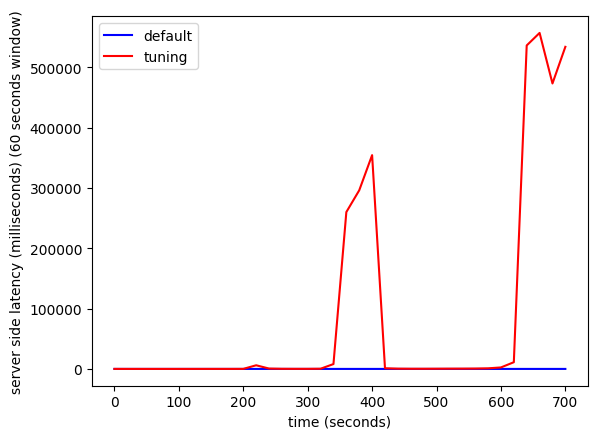 default
tuning
500000
400000
300000
200000
100000
0
server side latency (milliseconds) (60 seconds window)
0 100 200 300 400 500 600 700
time (seconds)